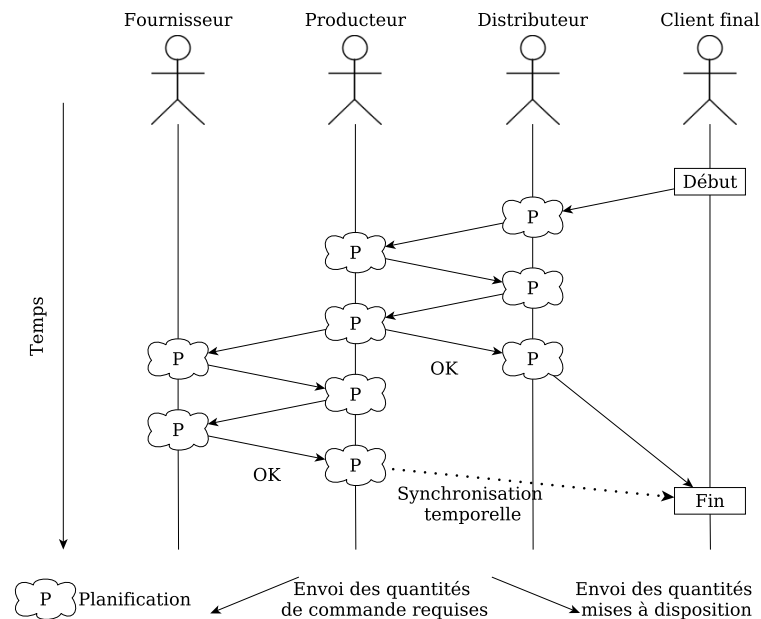 Fournisseur
Producteur
Distributeur
Client final
Début
P
P
P
P
P
P
OK
P
P
P
OK
Temps
Synchronisation
temporelle
Fin
P
Planification
Envoi des quantités
de commande requises
Envoi des quantités
mises à disposition